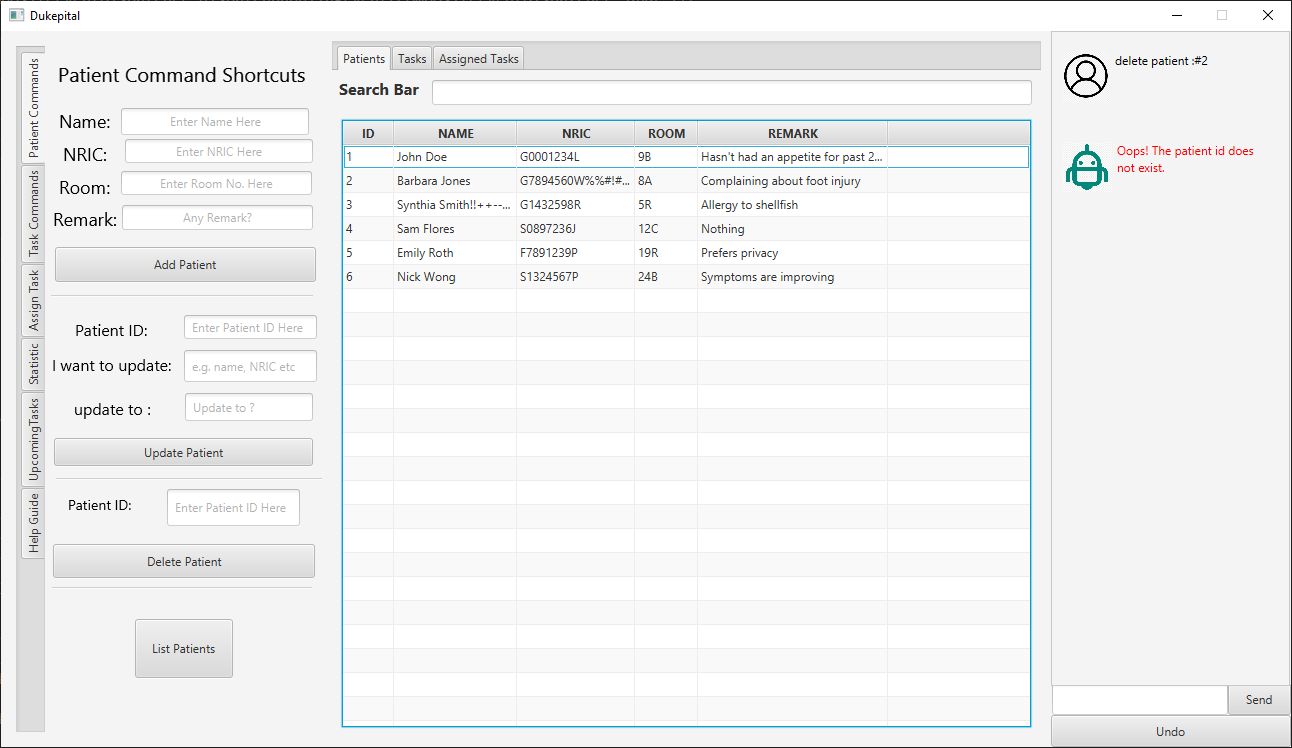 Dukepital
Patient Commands
Task Commands
Assign Task
Statistic
UpcomingTasks
Help Guide
Patient Command Shortcuts
Name: Enter Name Here
NRIC: Enter NRIC Here
Room: Enter Room No. Here
Remark: Any Remark?
Add Patient
Patient ID: Enter Patient ID Here
I want to update: e.g. name, NRIC etc
update to : Update to ?
Update Patient
Patient ID: Enter Patient ID Here
Delete Patient
List Patients
Patients Tasks Assigned Tasks
Search Bar
ID NAME NRIC ROOM REMARK
1 John Doe G0001234L 9B Hasn't had an appetite for past 2...
2 Barbara Jones G7894560W%%#!#... 8A Complaining about foot injury
3 Synthia Smith!!++--... G1432598R 5R Allergy to shellfish
4 Sam Flores S0897236J 12C Nothing
5 Emily Roth F7891239P 19R Prefers privacy
6 Nick Wong S1324567P 24B Symptoms are improving
delete patient :#2
Oops! The patient id does
not exist.
Send
Undo